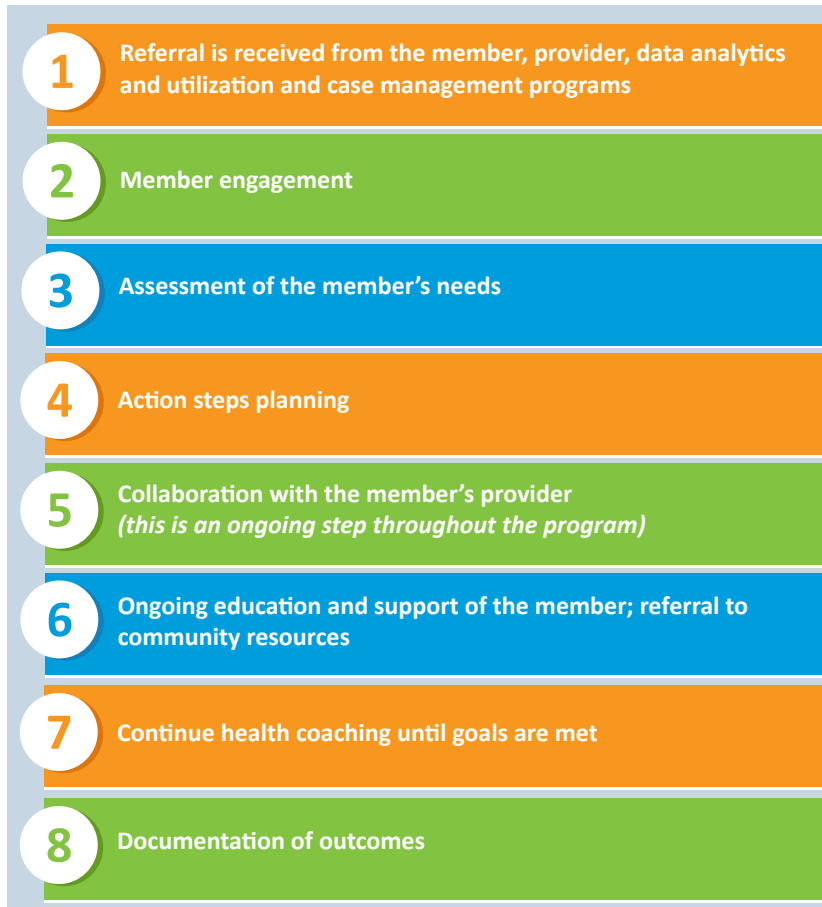 1
Referral is received from the member, provider, data analytics
and utilization and case management programs
2
Member engagement
3
Assessment of the member’s needs
4
Action steps planning
5
Collaboration with the member’s provider
(this is an ongoing step throughout the program)
6
Ongoing education and support of the member; referral to
community resources
7
Continue health coaching until goals are met
8
Documentation of outcomes